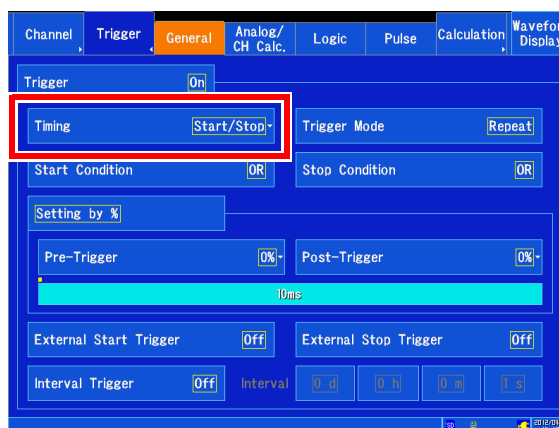 Channel Trigger General Analog/ CH Calc. Logic Pulse Calculation Wavefor Display
Trigger On
Timing Start/Stop Trigger Mode Repeat
Start Condition OR Stop Condition OR
Setting by %
Pre-Trigger 0% Post-Trigger 0%
10ms
External Start Trigger Off External Stop Trigger Off
Interval Trigger Off Interval 0 d 0 h 0 m 1 s
SD